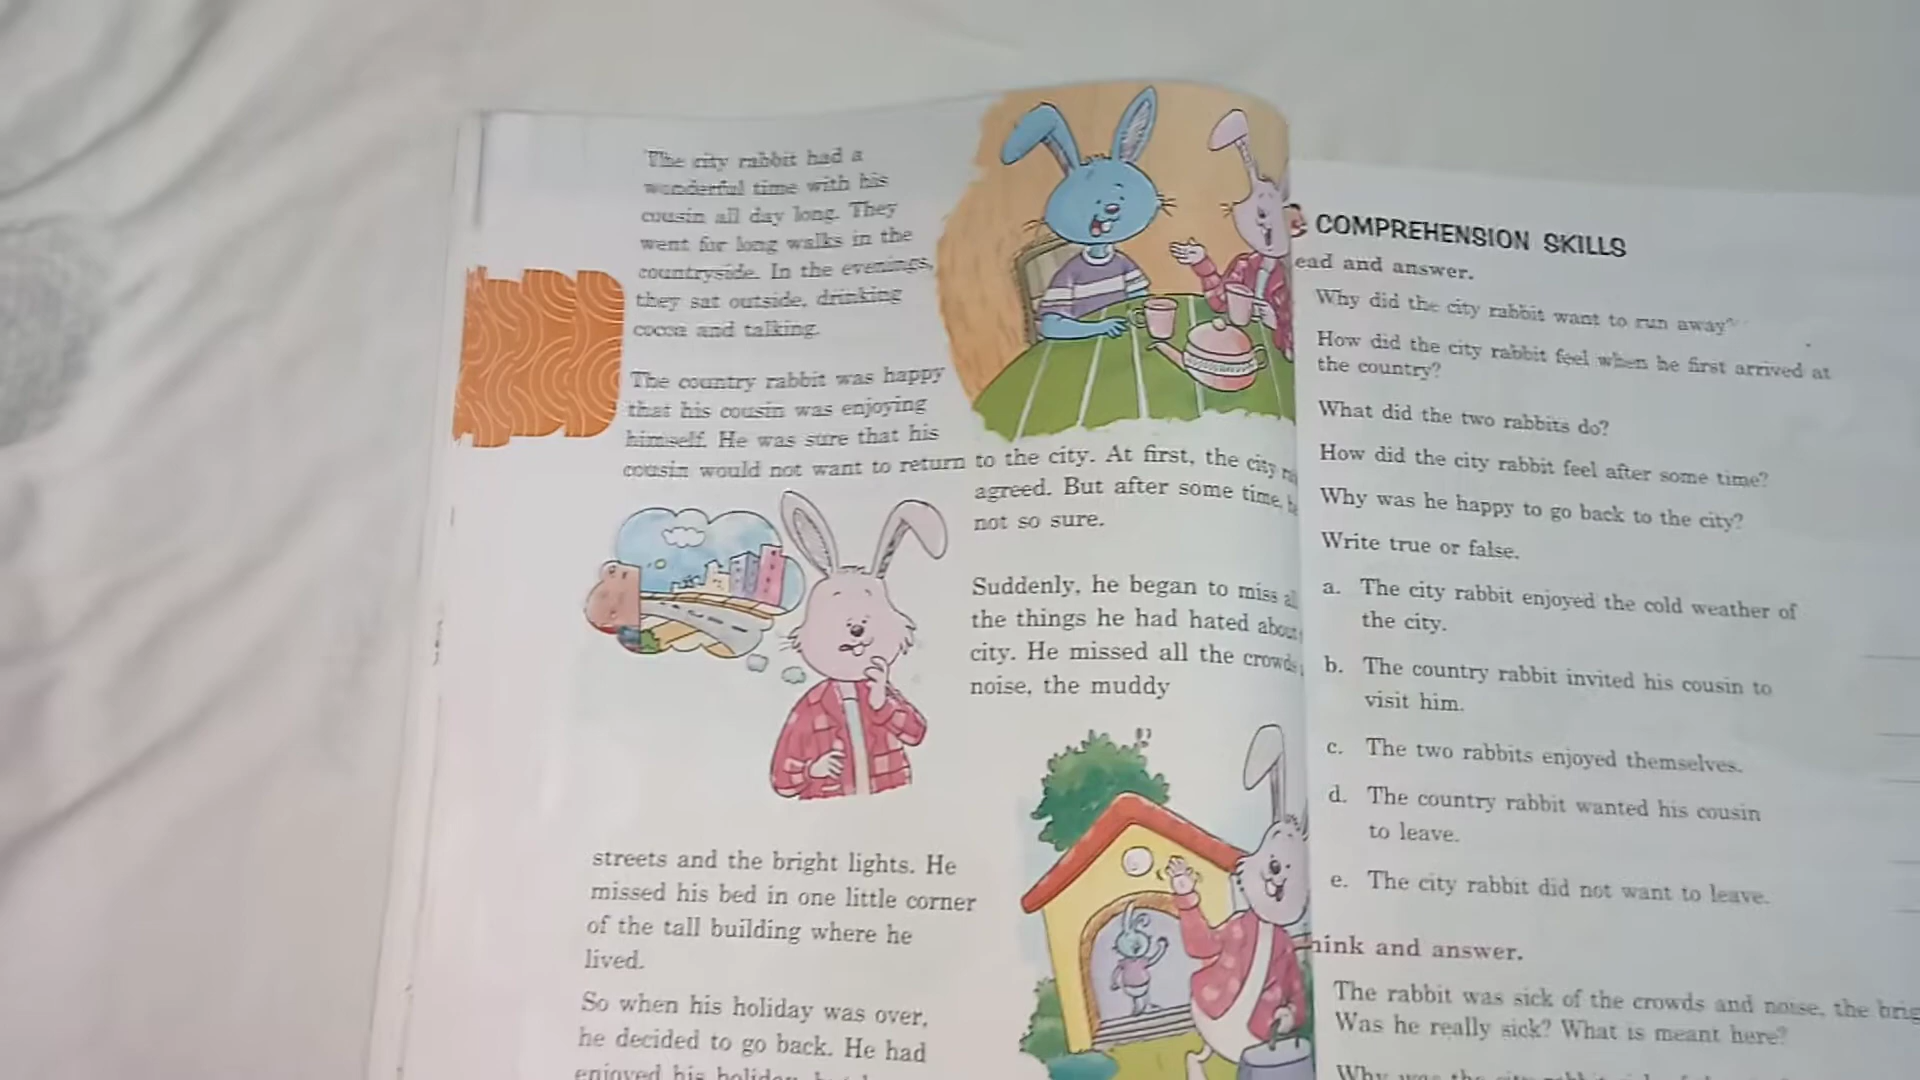 The city rabbit had a
wonderful time with his
cousin all day long. They
went for long walks in the
countryside. In the evenings,
they sat outside, drinking
cocoa and talking.
The country rabbit was happy
that his cousin was enjoying
himself. He was sure that his
cousin would not want to return to the city. At first, the city
agreed. But after some time,
not so sure.
Suddenly, he began to miss
the things he had hated about
city. He missed all the crowds,
noise, the muddy
streets and the bright lights. He
missed his bed in one little corner
of the tall building where he
lived.
So when his holiday was over,
he decided to go back. He had
enjoyed his holiday,
COMPREHENSION SKILLS
ead and answer.
Why did the city rabbit want to run away?
How did the city rabbit feel when he first arrived at
the country?
What did the two rabbits do?
How did the city rabbit feel after some time?
Why was he happy to go back to the city?
Write true or false.
a. The city rabbit enjoyed the cold weather of
the city.
b. The country rabbit invited his cousin to
visit him.
c. The two rabbits enjoyed themselves.
d. The country rabbit wanted his cousin
to leave.
e. The city rabbit did not want to leave.
hink and answer.
The rabbit was sick of the crowds and noise, the brig
Was he really sick? What is meant here?
Why was the city rabbit